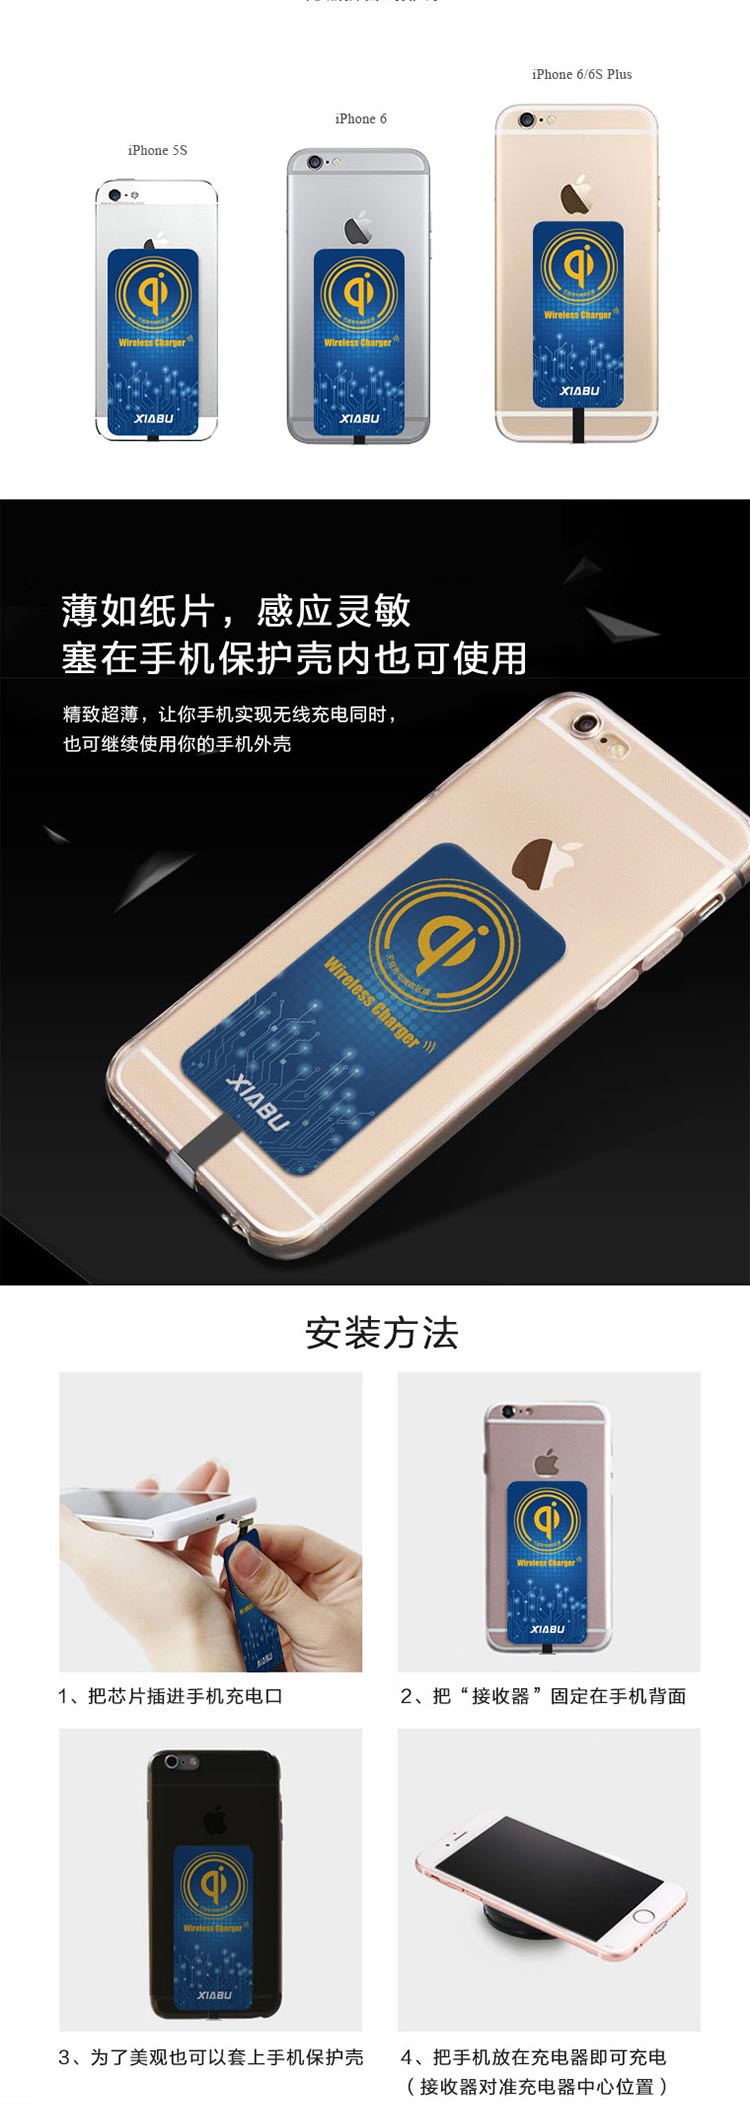 iPhone 6/6S Plus
iPhone 6
iPhone 5S
qi
Wireless Charger
XIABU
qi
Wireless Charger
XIABU
qi
Wireless Charger
XIABU
薄如纸片，感应灵敏
塞在手机保护壳内也可使用
精致超薄，让你手机实现无线充电同时，
也可继续使用你的手机外壳
qi
Wireless Charger
XIABU
安装方法
XIABU
qi
Wireless Charger
XIABU
1、把芯片插进手机充电口
2、把“接收器”固定在手机背面
qi
Wireless Charger
XIABU
3、为了美观也可以套上手机保护壳
4、把手机放在充电器即可充电
（接收器对准充电器中心位置）